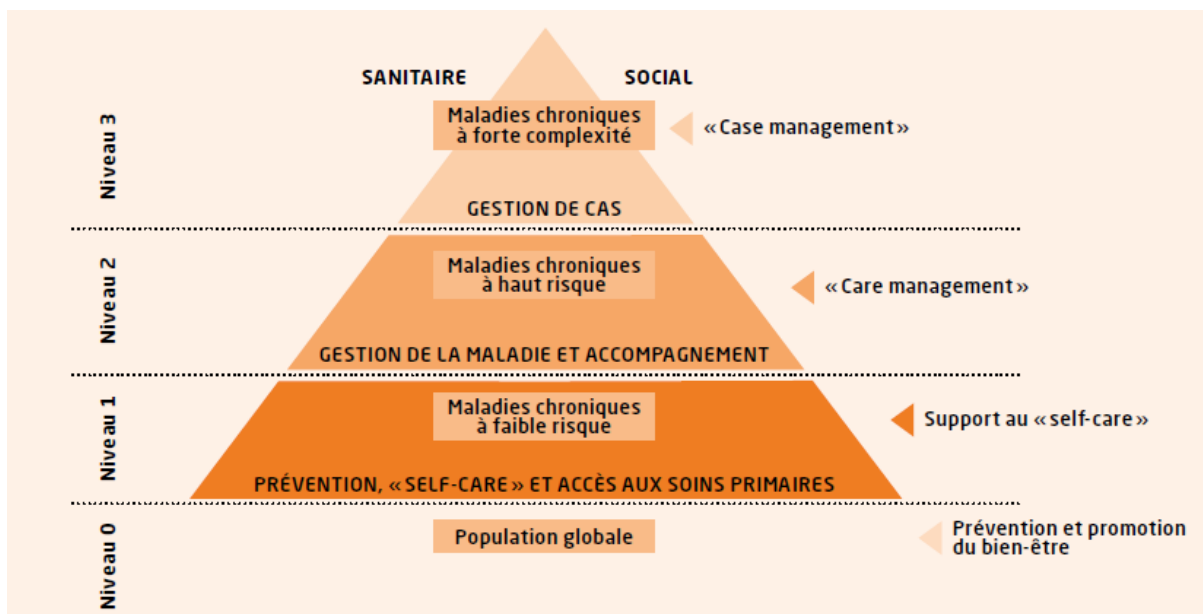 SANITAIRE
SOCIAL
Niveau 3
Maladies chroniques
à forte complexité
« Case management »
GESTION DE CAS
Niveau 2
Maladies chroniques
à haut risque
« Care management »
GESTION DE LA MALADIE ET ACCOMPAGNEMENT
Niveau 1
Maladies chroniques
à faible risque
Support au « self-care »
PRÉVENTION, « SELF-CARE » ET ACCÈS AUX SOINS PRIMAIRES
Niveau 0
Population globale
Prévention et promotion
du bien-être